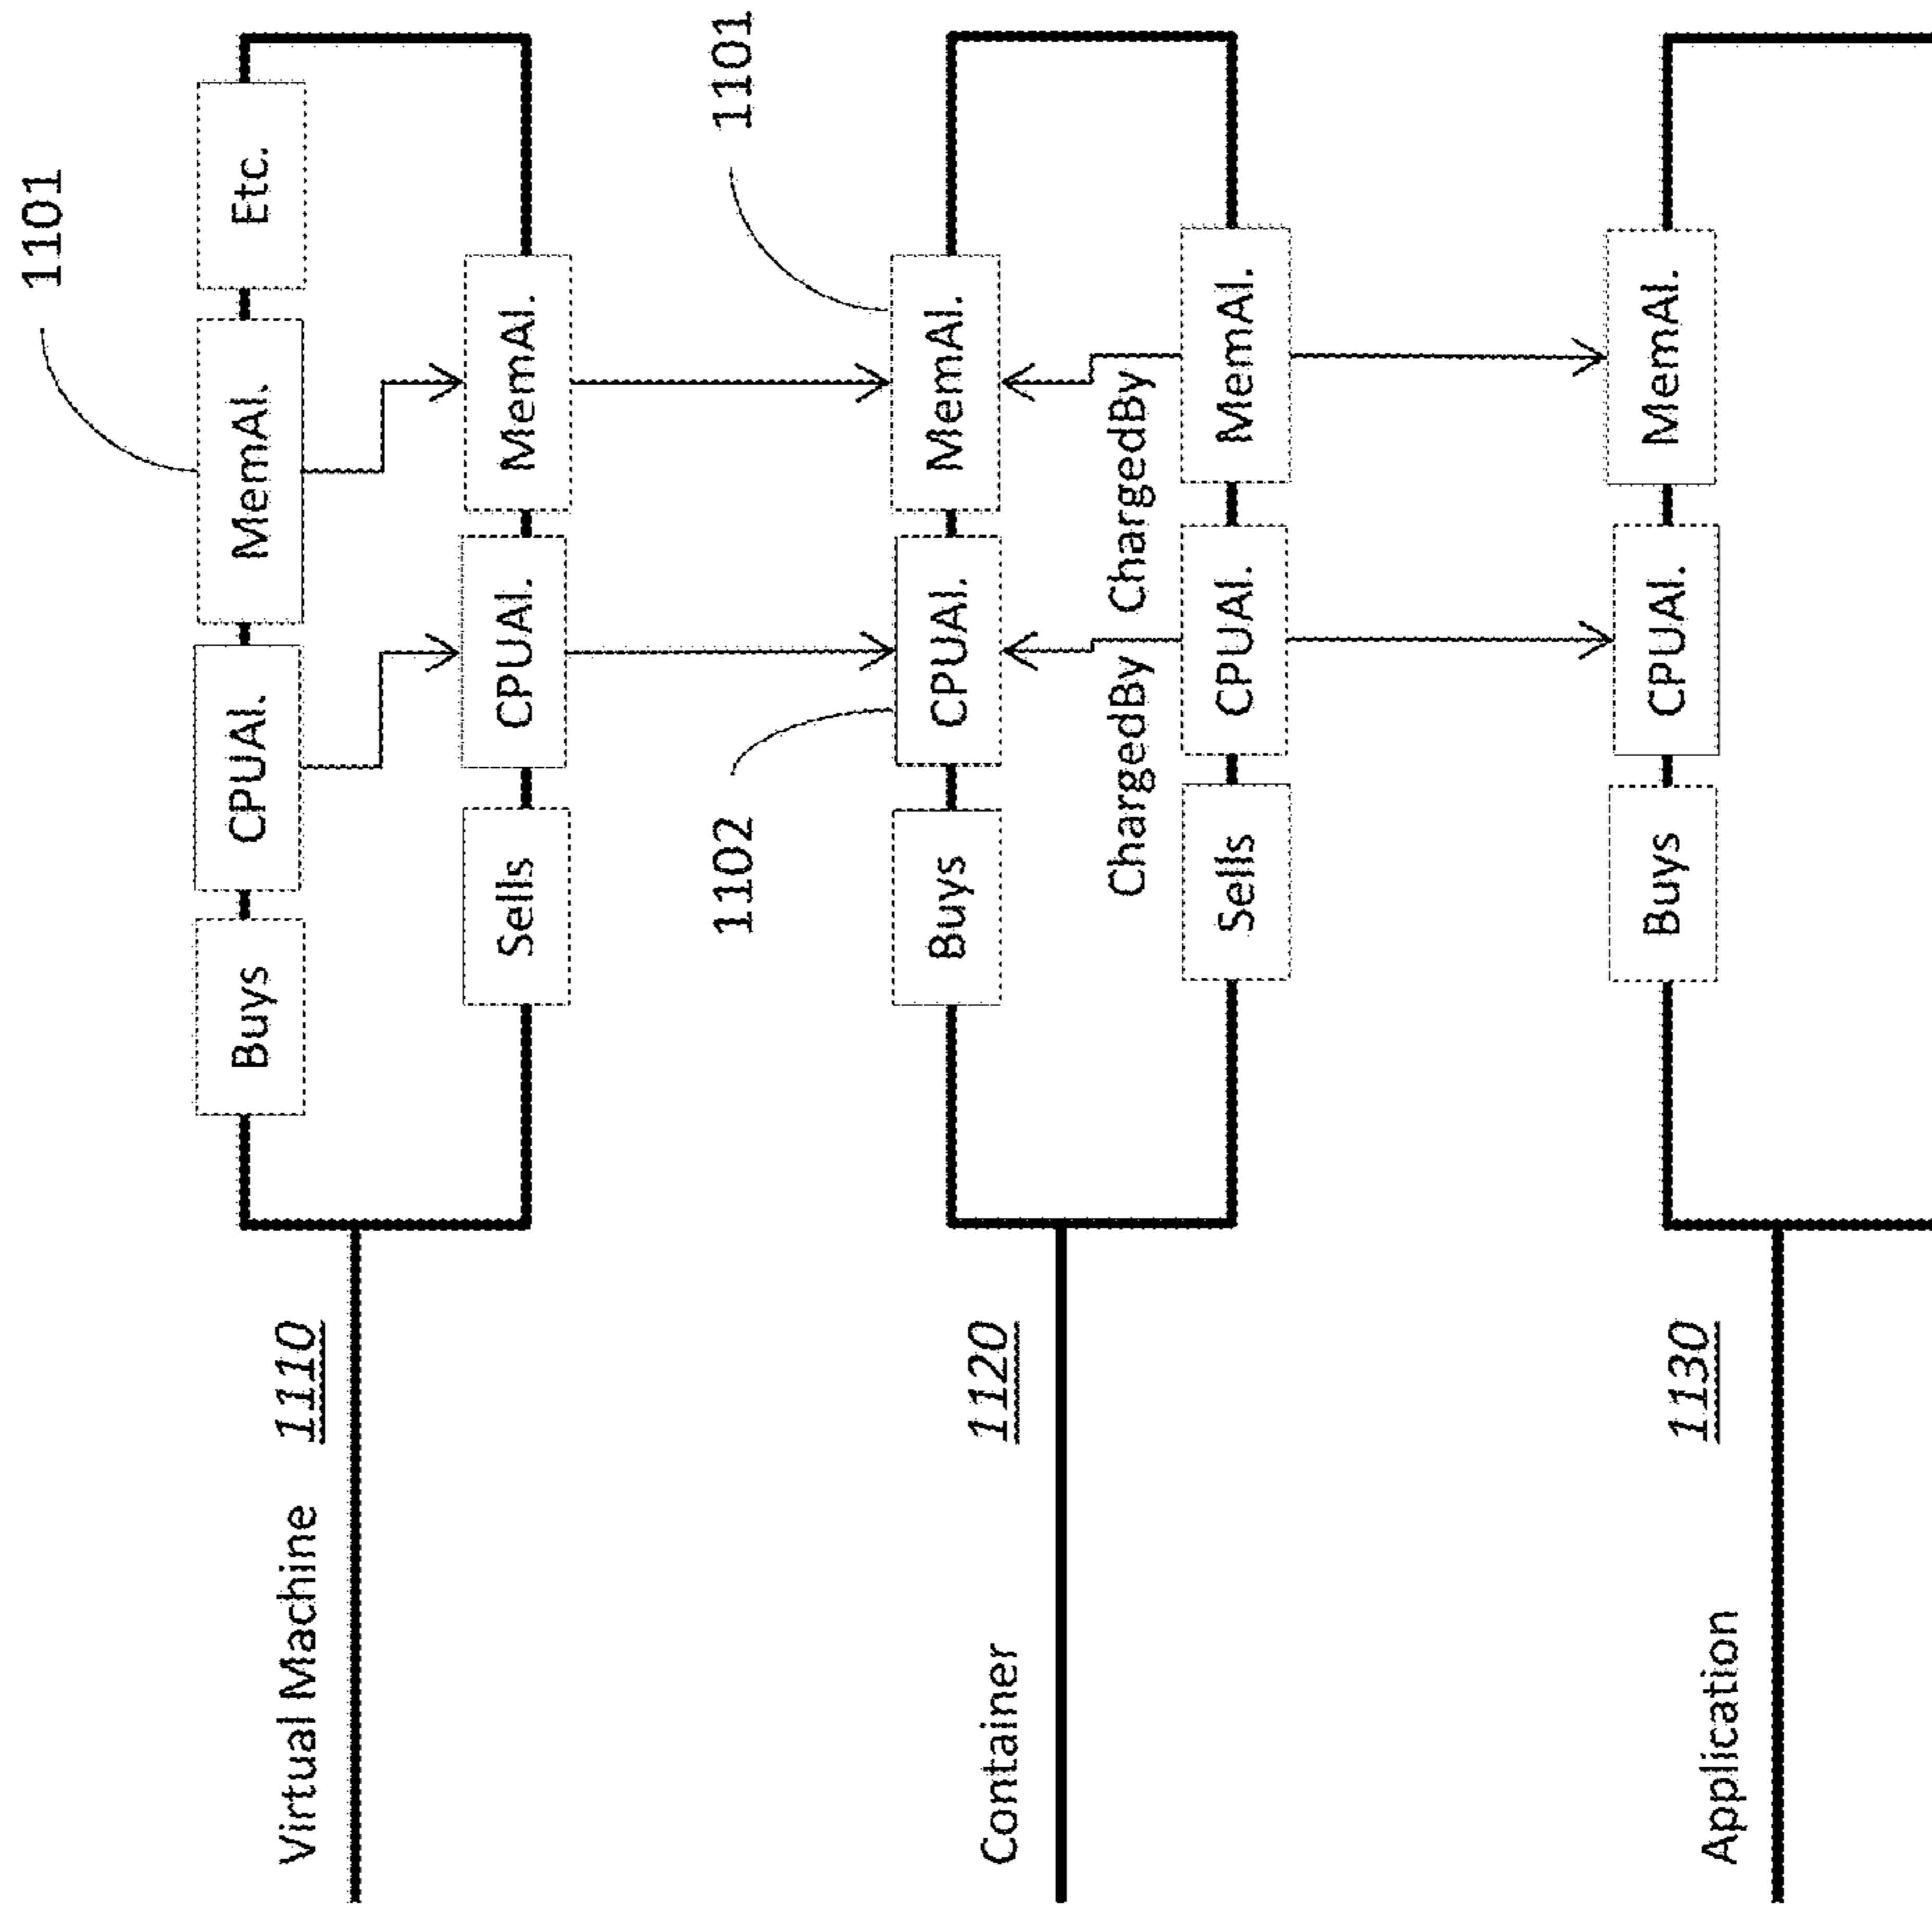 1101
Buys CPUAl. MemAl. Etc.
Virtual Machine 1110
Sells CPUAl. MemAl.
1102 1101
Buys CPUAl. MemAl.
Container 1120
ChargedBy ChargedBy
Sells CPUAl. MemAl.
Buys CPUAl. MemAl.
Application 1130